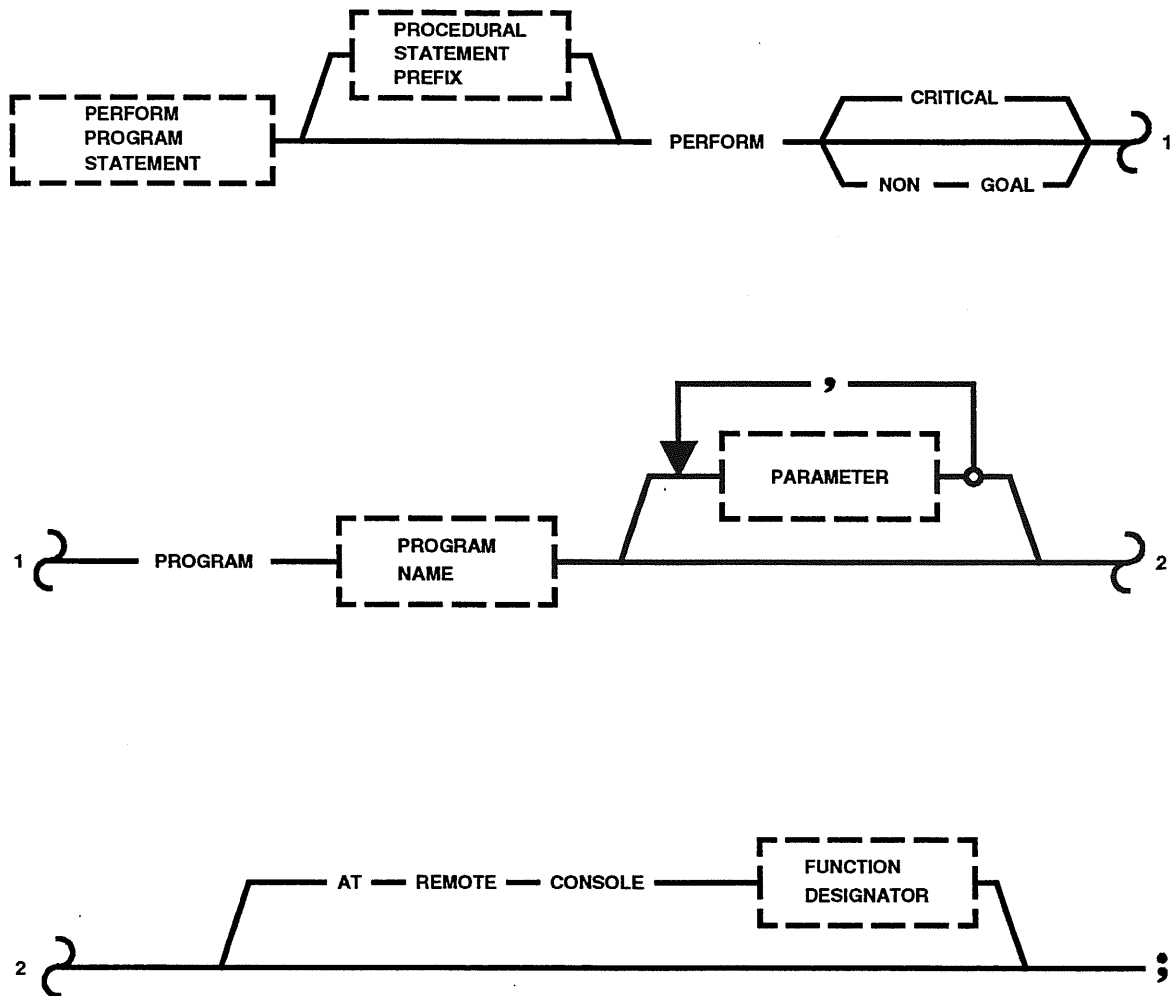 PROCEDURAL
STATEMENT
PREFIX
PERFORM
PROGRAM
STATEMENT
PERFORM
CRITICAL
NON GOAL
1
,
PARAMETER
1
PROGRAM
PROGRAM
NAME
2
AT REMOTE CONSOLE
FUNCTION
DESIGNATOR
2
;